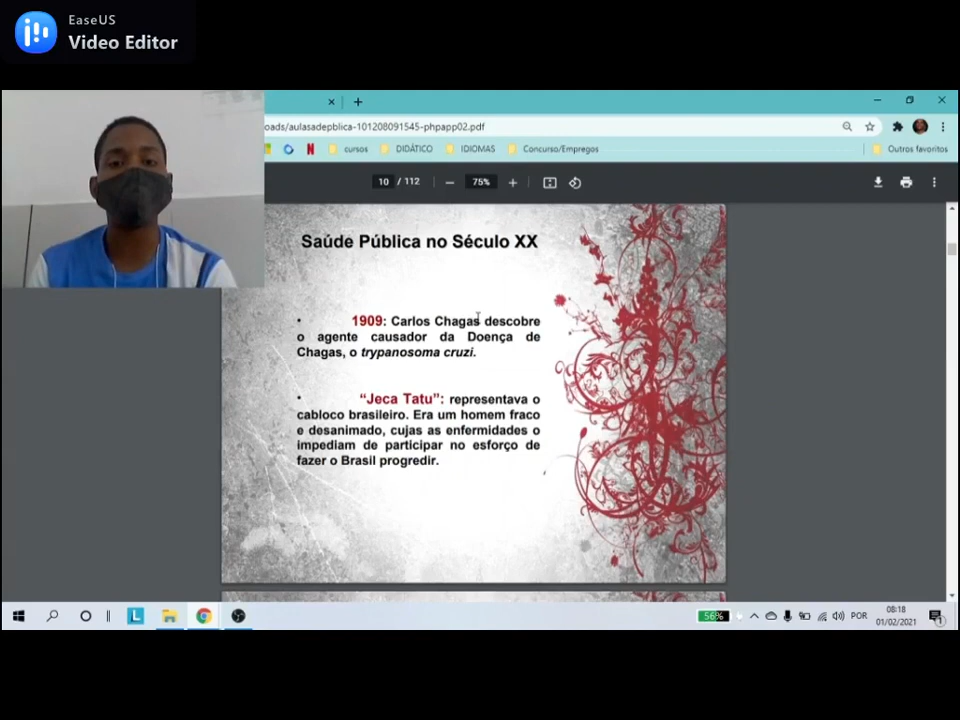 EaseUS
Video Editor
oads/aulasadepblica-101208091545-phpapp02.pdf
cursos DIDÁTICO IDIOMAS Concurso/Empregos Outros favoritos
10 / 112 75%
Saúde Pública no Século XX
• 1909: Carlos Chagas descobre
o agente causador da Doença de
Chagas, o trypanosoma cruzi.
• “Jeca Tatu”: representava o
cabloco brasileiro. Era um homem fraco
e desanimado, cujas as enfermidades o
impediam de participar no esforço de
fazer o Brasil progredir.
56% POR 08:18
01/02/2021